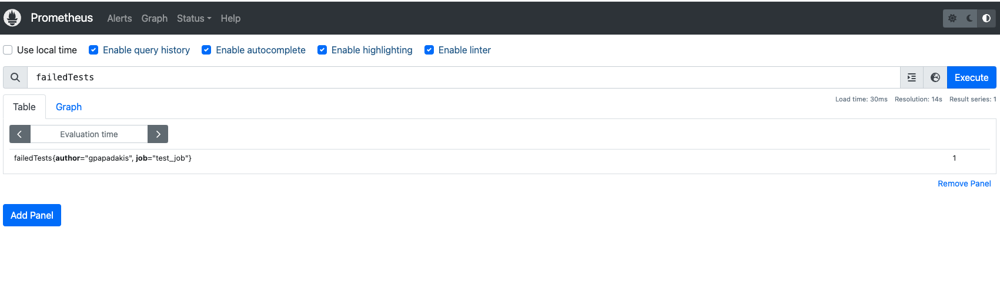 Prometheus Alerts Graph Status Help
Use local time Enable query history Enable autocomplete Enable highlighting Enable linter
failedTests Execute
Table Graph Load time: 30ms Resolution: 14s Result series: 1
Evaluation time
failedTests{author="gpapadakis", job="test_job"} 1
Remove Panel
Add Panel